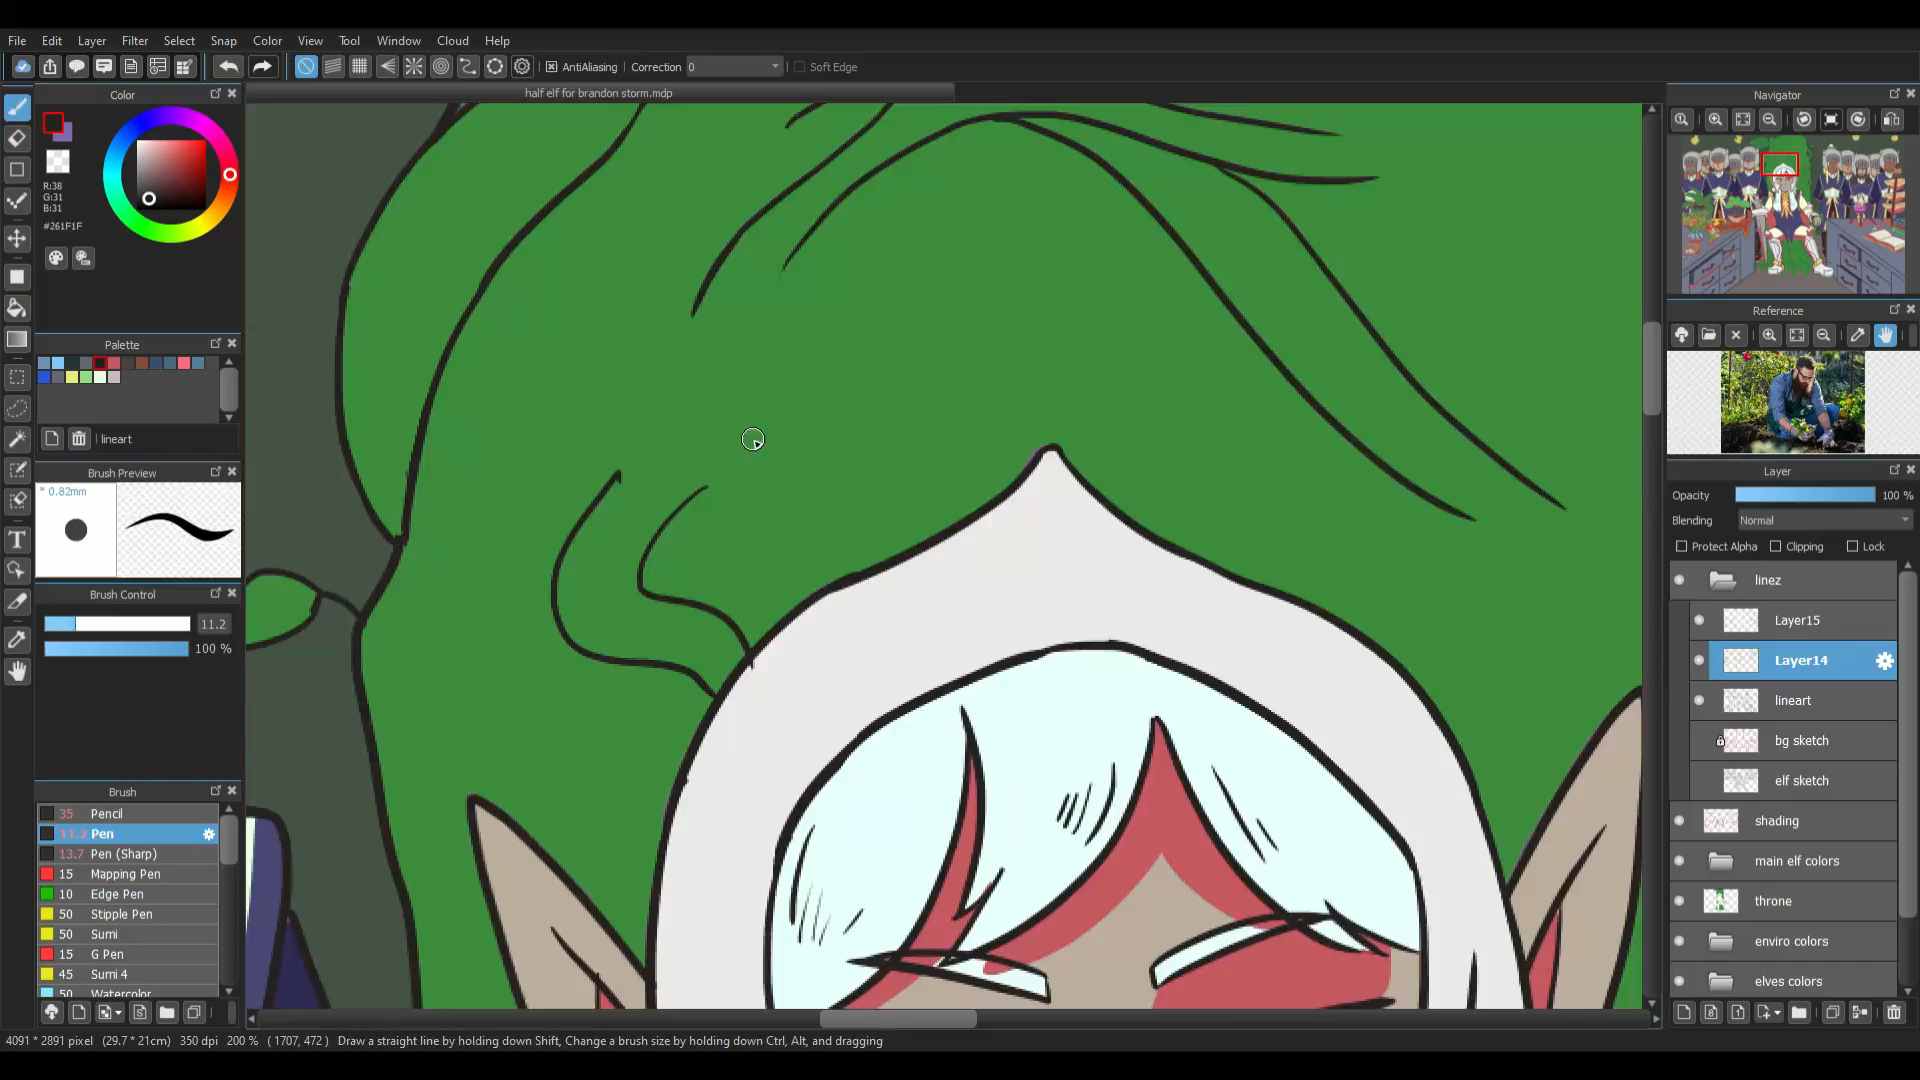 File Edit Layer Filter Select Snap Color View Tool Window Cloud Help
AntiAliasing Correction 0 Soft Edge
half elf for brandon storm.mdp
Color
R:38
G:31
B:31
#261F1F
Palette
lineart
Brush Preview
* 0.82mm
Brush Control
11.2
100 %
Brush
35 Pencil
11.2 Pen
13.7 Pen (Sharp)
15 Mapping Pen
10 Edge Pen
50 Stipple Pen
50 Sumi
15 G Pen
45 Sumi 4
50 Watercolor
Navigator
Reference
Layer
Opacity 100 %
Blending Normal
Protect Alpha Clipping Lock
linez
Layer15
Layer14
lineart
bg sketch
elf sketch
shading
main elf colors
throne
enviro colors
elves colors
4091 * 2891 pixel (29.7 * 21cm) 350 dpi 200 % ( 1707, 472 ) Draw a straight line by holding down Shift, Change a brush size by holding down Ctrl, Alt, and dragging